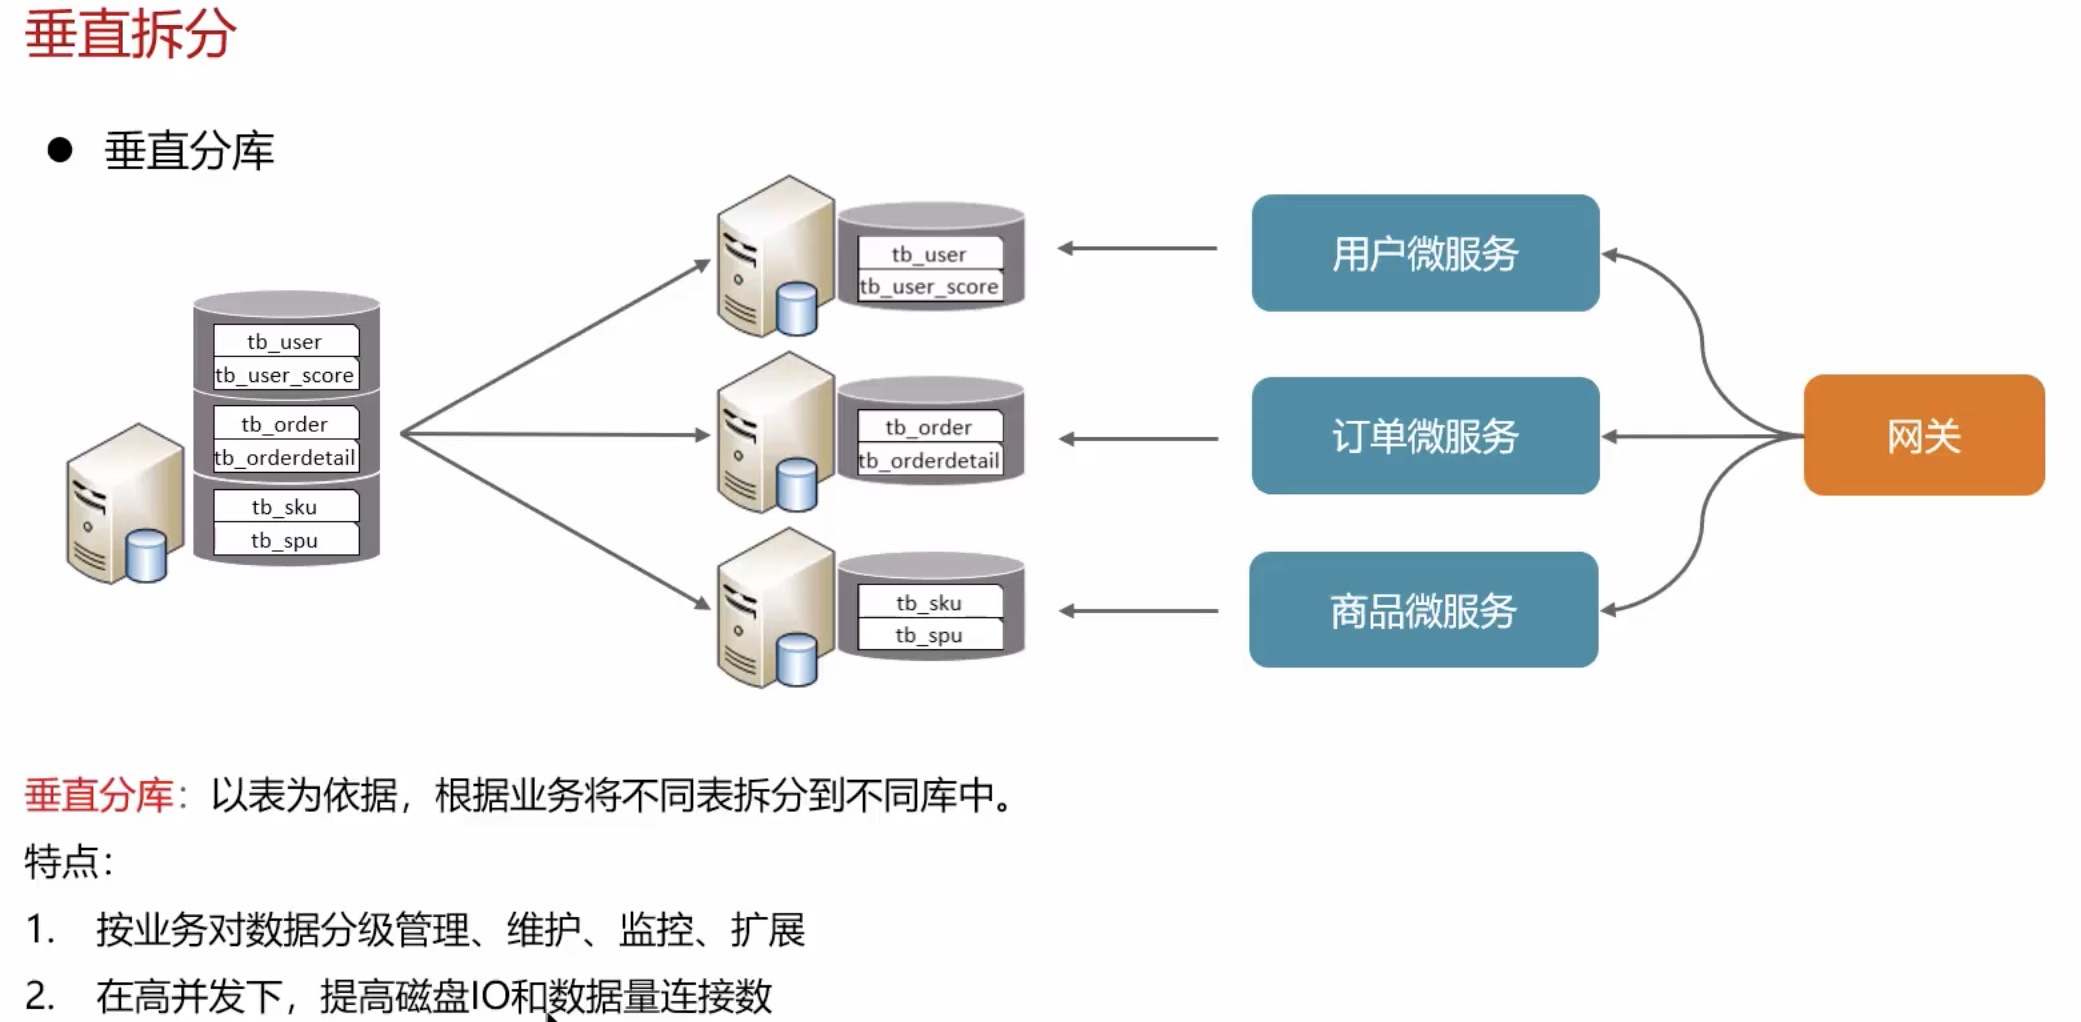 垂直拆分
● 垂直分库
tb_user
tb_user_score
tb_order
tb_orderdetail
tb_sku
tb_spu
tb_user
tb_user_score
tb_order
tb_orderdetail
tb_sku
tb_spu
用户微服务
订单微服务
商品微服务
网关
垂直分库：以表为依据，根据业务将不同表拆分到不同库中。
特点：
1. 按业务对数据分级管理、维护、监控、扩展
2. 在高并发下，提高磁盘IO和数据量连接数